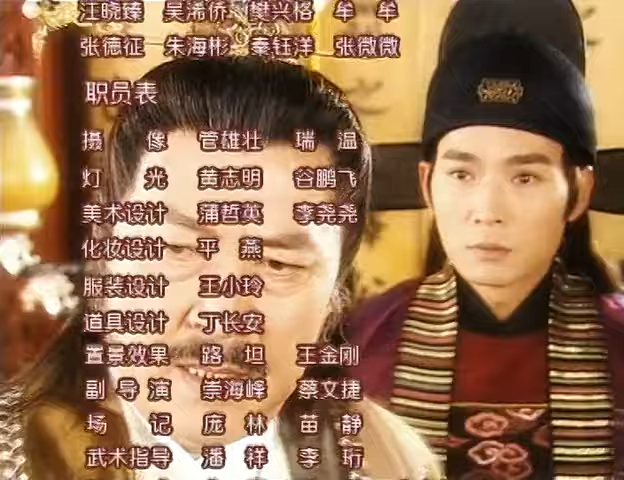 汪晓臻 吴浠侨 樊兴格 牟牟
张德征 朱海彬 秦钰洋 张微微
职员表
摄像 管雄壮 瑞温
灯光 黄志明 谷鹏飞
美术设计 蒲哲英 李尧尧
化妆设计 平燕
服装设计 王小玲
道具设计 丁长安
置景效果 路坦 王金刚
副导演 崇海峰 蔡文捷
场记 庞林 苗静
武术指导 潘祥 李珩